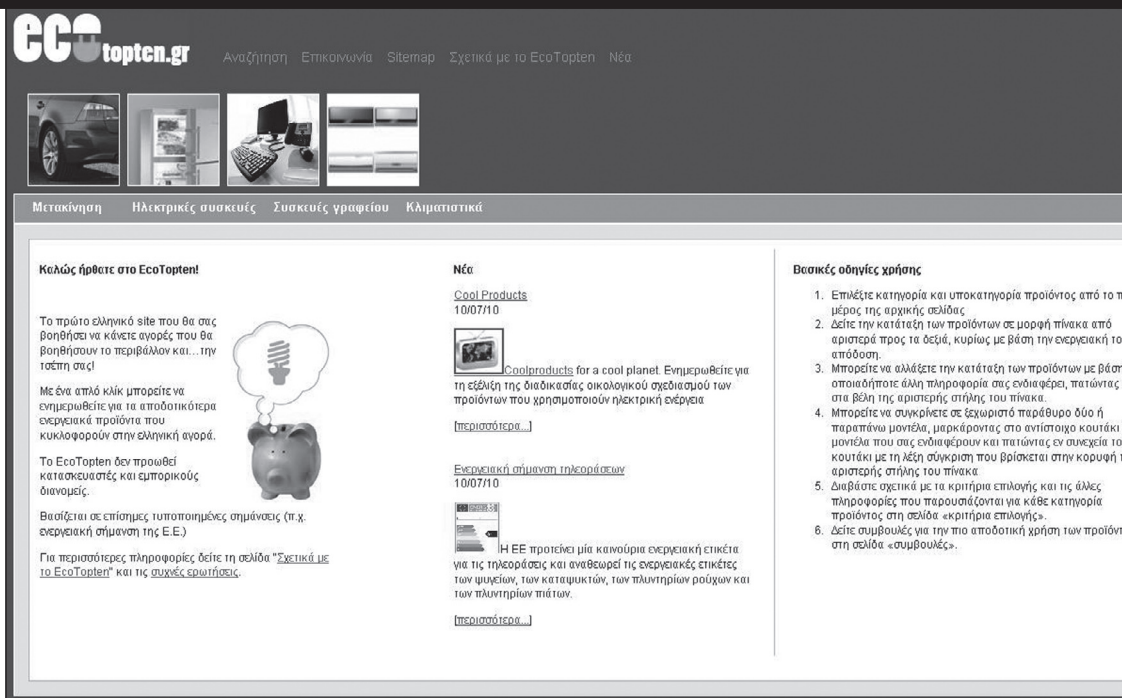 ecotopten.gr
Αναζήτηση Επικοινωνία Sitemap Σχετικά με το EcoTopten Νέα
Μετακίνηση Ηλεκτρικές συσκευές Συσκευές γραφείου Κλιματιστικά
Καλώς ήρθατε στο EcoTopten!
Το πρώτο ελληνικό site που θα σας
βοηθήσει να κάνετε αγορές που θα
βοηθήσουν το περιβάλλον και...την
τσέπη σας!
Με ένα απλό κλίκ μπορείτε να
ενημερωθείτε για τα αποδοτικότερα
ενεργειακά προϊόντα που
κυκλοφορούν στην ελληνική αγορά.
Το EcoTopten δεν προωθεί
κατασκευαστές και εμπορικούς
διανομείς.
Βασίζεται σε επίσημες τυποποιημένες σημάνσεις (π.χ.
ενεργειακή σήμανση της Ε.Ε.)
Για περισσότερες πληροφορίες δείτε τη σελίδα "Σχετικά με
το EcoTopten" και τις συχνές ερωτήσεις.
Νέα
Cool Products
10/07/10
Coolproducts for a cool planet. Ενημερωθείτε για
τη εξέλιξη της διαδικασίας οικολογικού σχεδιασμού των
προϊόντων που χρησιμοποιούν ηλεκτρική ενέργεια
[περισσότερα...]
Ενεργειακή σήμανση τηλεοράσεων
10/07/10
Η ΕΕ προτείνει μία καινούρια ενεργειακή ετικέτα
για τις τηλεοράσεις και αναθεωρεί τις ενεργειακές ετικέτες
των ψυγείων, των καταψυκτών, των πλυντηρίων ρούχων και
των πλυντηρίων πιάτων.
[περισσότερα...]
Βασικές οδηγίες χρήσης
1. Επιλέξτε κατηγορία και υποκατηγορία προϊόντος από το
μέρος της αρχικής σελίδας
2. Δείτε την κατάταξη των προϊόντων σε μορφή πίνακα από
αριστερά προς τα δεξιά, κυρίως με βάση την ενεργειακή
απόδοση.
3. Μπορείτε να αλλάξετε την κατάταξη των προϊόντων με βάση
οποιαδήποτε άλλη πληροφορία σας ενδιαφέρει, πατώντας
στα βέλη της αριστερής στήλης του πίνακα.
4. Μπορείτε να συγκρίνετε σε ξεχωριστό παράθυρο δύο ή
παραπάνω μοντέλα, μαρκάροντας στο αντίστοιχο κουτάκι
μοντέλα που σας ενδιαφέρουν και πατώντας εν συνεχεία
κουτάκι με τη λέξη σύγκριση που βρίσκεται στην κορυφή
αριστερής στήλης του πίνακα
5. Διαβάστε σχετικά με τα κριτήρια επιλογής και τις άλλες
πληροφορίες που παρουσιάζονται για κάθε κατηγορία
προϊόντος στη σελίδα «κριτήρια επιλογής».
6. Δείτε συμβουλές για την πιο αποδοτική χρήση των
στη σελίδα «συμβουλές».